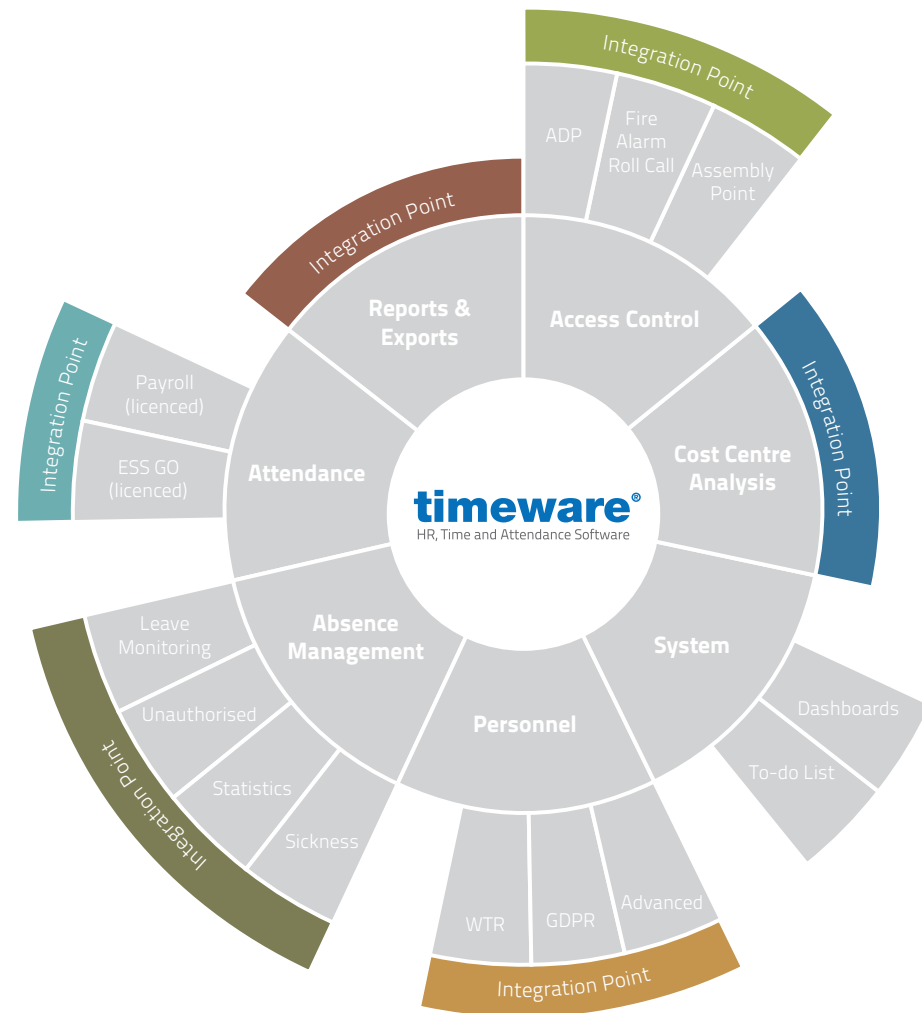 Integration Point
ADP
Fire
Alarm
Roll Call
Assembly
Point
Integration Point
Reports &
Exports
Access Control
Integration Point
Payroll
(licenced)
ESS GO
(licenced)
Integration Point
Attendance
Cost Centre
Analysis
timeware®
HR, Time and Attendance Software
Absence
Management
System
Personnel
Leave
Monitoring
Unauthorised
Statistics
Sickness
Integration Point
Dashboards
To-do List
WTR
GDPR
Advanced
Integration Point